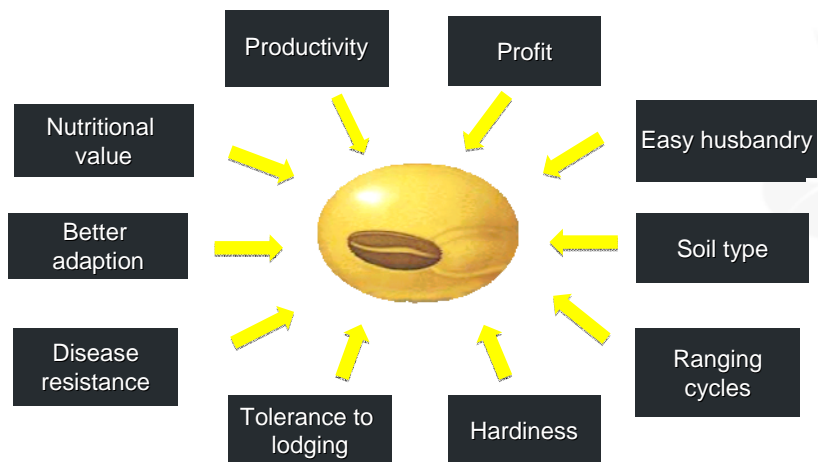 Productivity
Profit
Nutritional
value
Easy husbandry
Better
adaption
Soil type
Disease
resistance
Ranging
cycles
Tolerance to
lodging
Hardiness